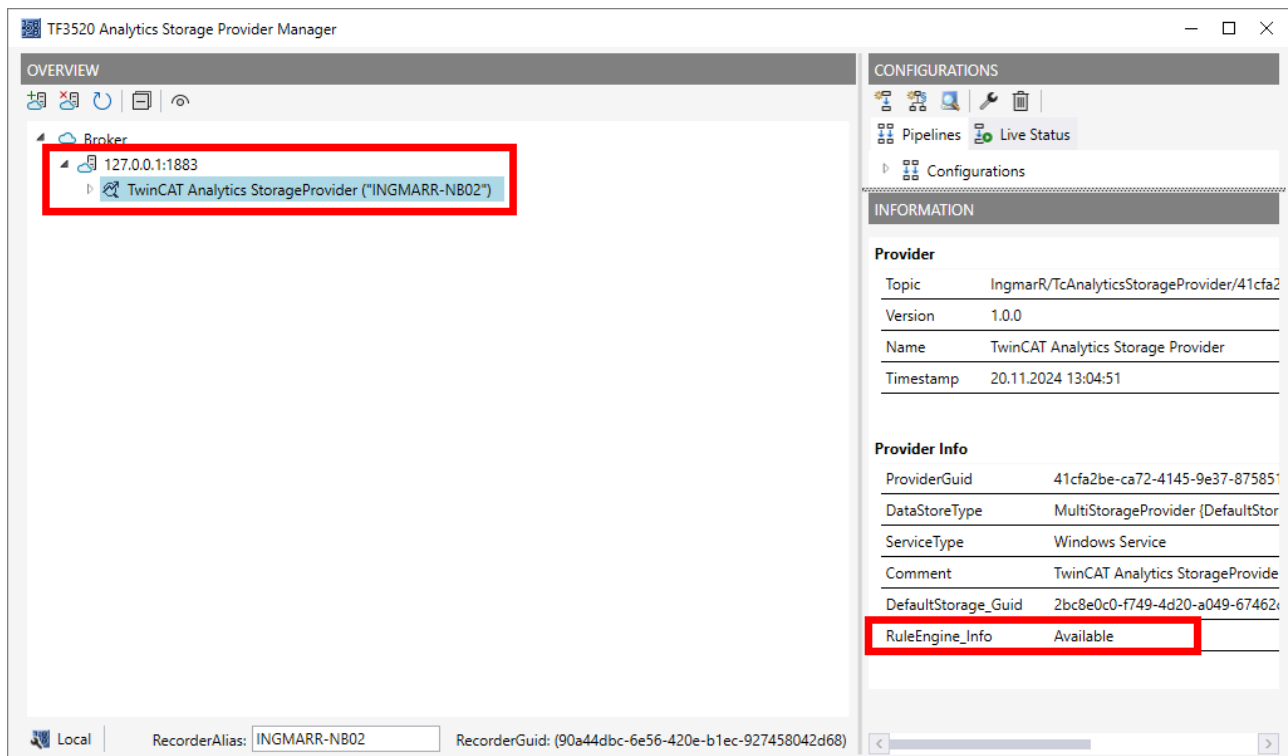 TF3520 Analytics Storage Provider Manager
OVERVIEW
Broker
127.0.0.1:1883
TwinCAT Analytics StorageProvider ("INGMARR-NB02")
Local RecorderAlias: INGMARR-NB02 RecorderGuid: (90a44dbc-6e56-420e-b1ec-927458042d68)
CONFIGURATIONS
Pipelines Live Status
Configurations
INFORMATION
Provider
Topic IngmarR/TcAnalyticsStorageProvider/41cfa2
Version 1.0.0
Name TwinCAT Analytics Storage Provider
Timestamp 20.11.2024 13:04:51
Provider Info
ProviderGuid 41cfa2be-ca72-4145-9e37-875851
DataStoreType MultiStorageProvider {DefaultStor
ServiceType Windows Service
Comment TwinCAT Analytics StorageProvide
DefaultStorage_Guid 2bc8e0c0-f749-4d20-a049-67462
RuleEngine_Info Available